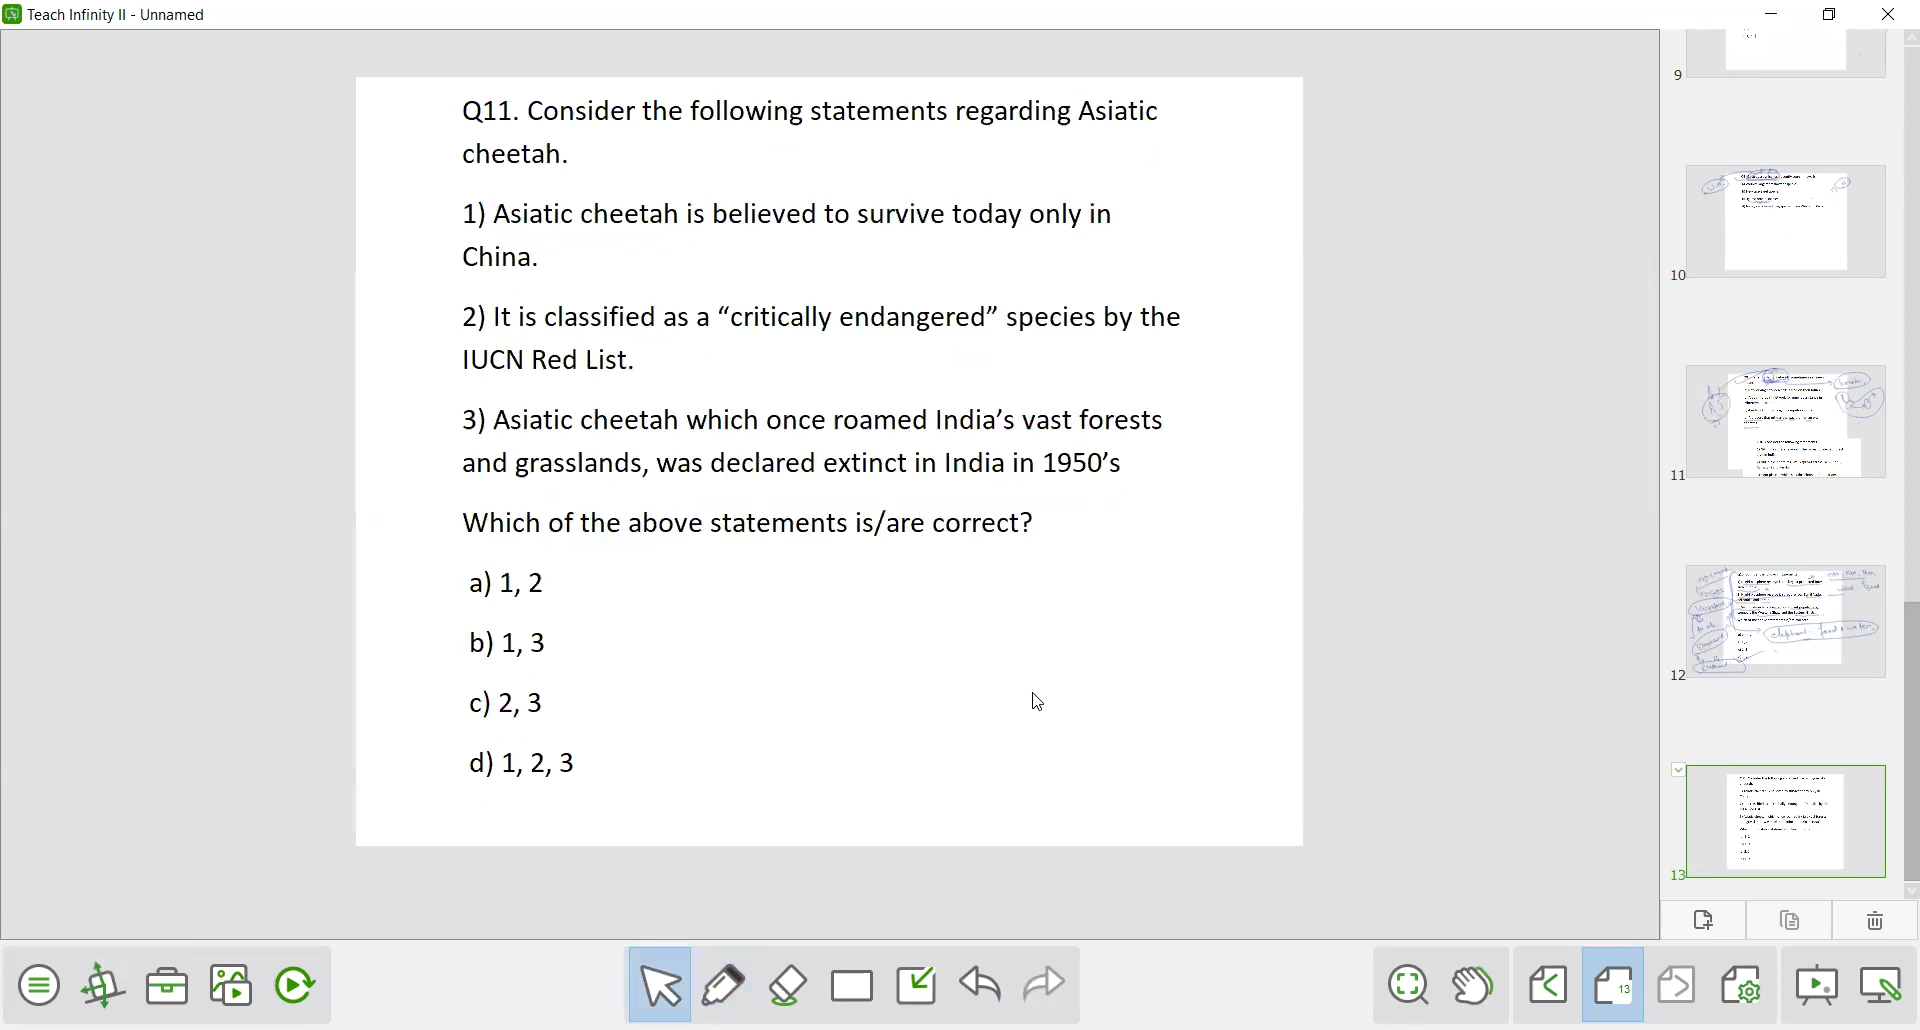 Teach Infinity II - Unnamed
Q11. Consider the following statements regarding Asiatic
cheetah.
1) Asiatic cheetah is believed to survive today only in
China.
2) It is classified as a “critically endangered” species by the
IUCN Red List.
3) Asiatic cheetah which once roamed India’s vast forests
and grasslands, was declared extinct in India in 1950’s
Which of the above statements is/are correct?
a) 1, 2
b) 1, 3
c) 2, 3
d) 1, 2, 3
9
10
11
12
13
13